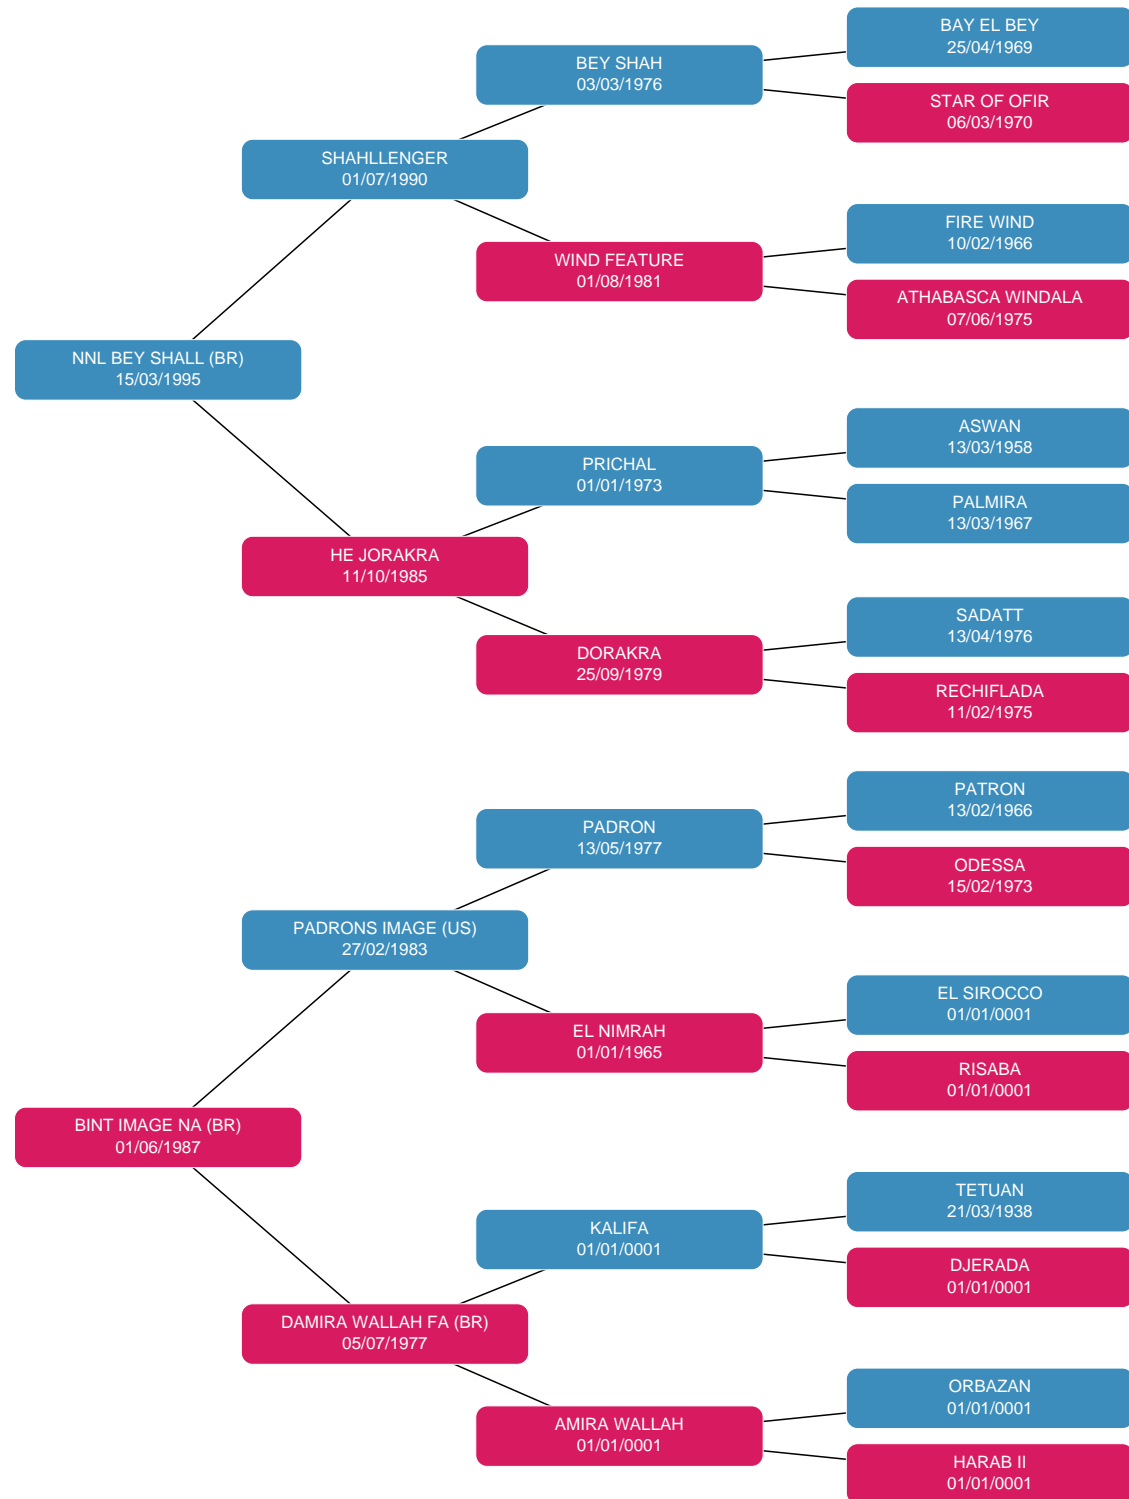 BAY EL BEY
25/04/1969
BEY SHAH
03/03/1976
STAR OF OFIR
06/03/1970
SHAHLLENGER
01/07/1990
FIRE WIND
10/02/1966
WIND FEATURE
01/08/1981
ATHABASCA WINDALA
07/06/1975
NNL BEY SHALL (BR)
15/03/1995
ASWAN
13/03/1958
PRICHAL
01/01/1973
PALMIRA
13/03/1967
HE JORAKRA
11/10/1985
SADATT
13/04/1976
DORAKRA
25/09/1979
RECHIFLADA
11/02/1975
PATRON
13/02/1966
PADRON
13/05/1977
ODESSA
15/02/1973
PADRONS IMAGE (US)
27/02/1983
EL SIROCCO
01/01/0001
EL NIMRAH
01/01/1965
RISABA
01/01/0001
BINT IMAGE NA (BR)
01/06/1987
TETUAN
21/03/1938
KALIFA
01/01/0001
DJERADA
01/01/0001
DAMIRA WALLAH FA (BR)
05/07/1977
ORBAZAN
01/01/0001
AMIRA WALLAH
01/01/0001
HARAB II
01/01/0001